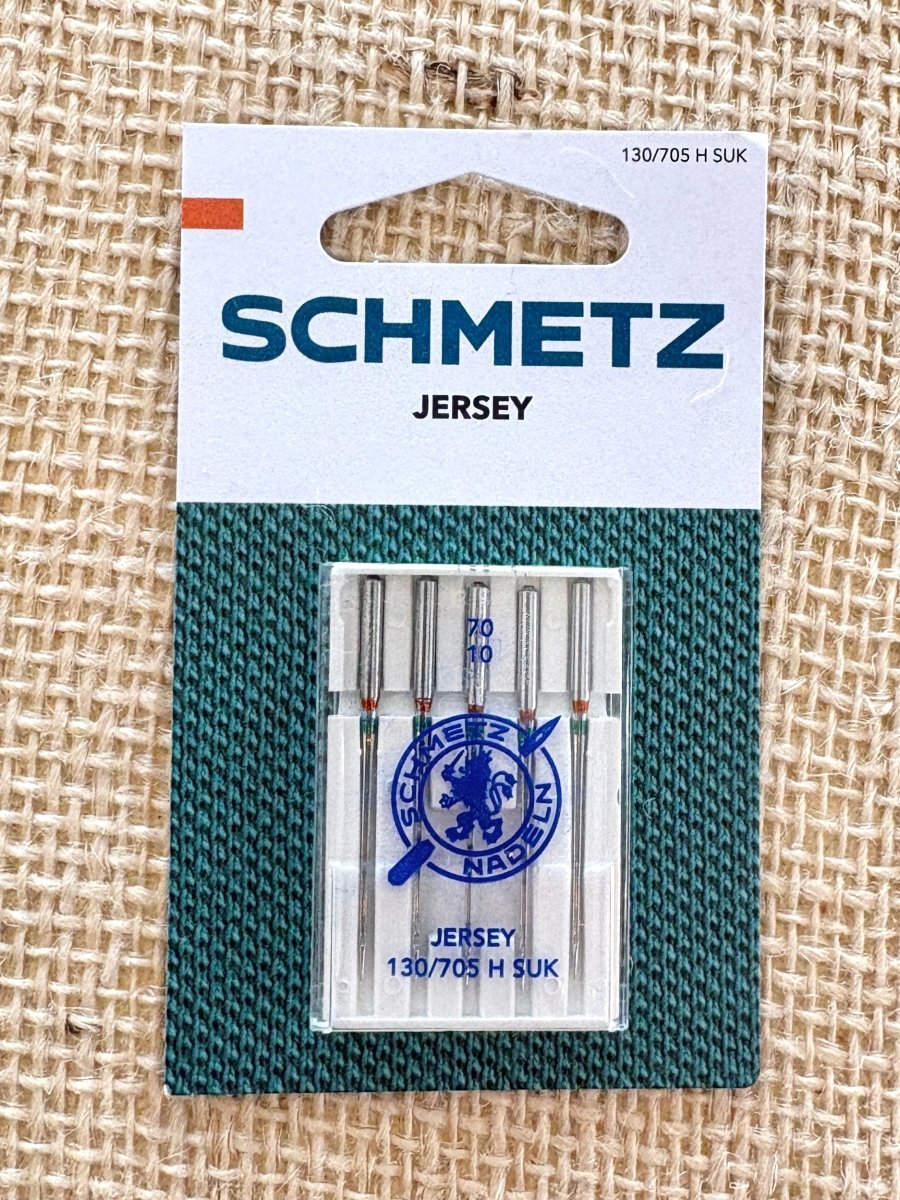 130/705 H SUK
SCHMETZ
JERSEY
70
10
SCHMETZ
NADELN
JERSEY
130/705 H SUK